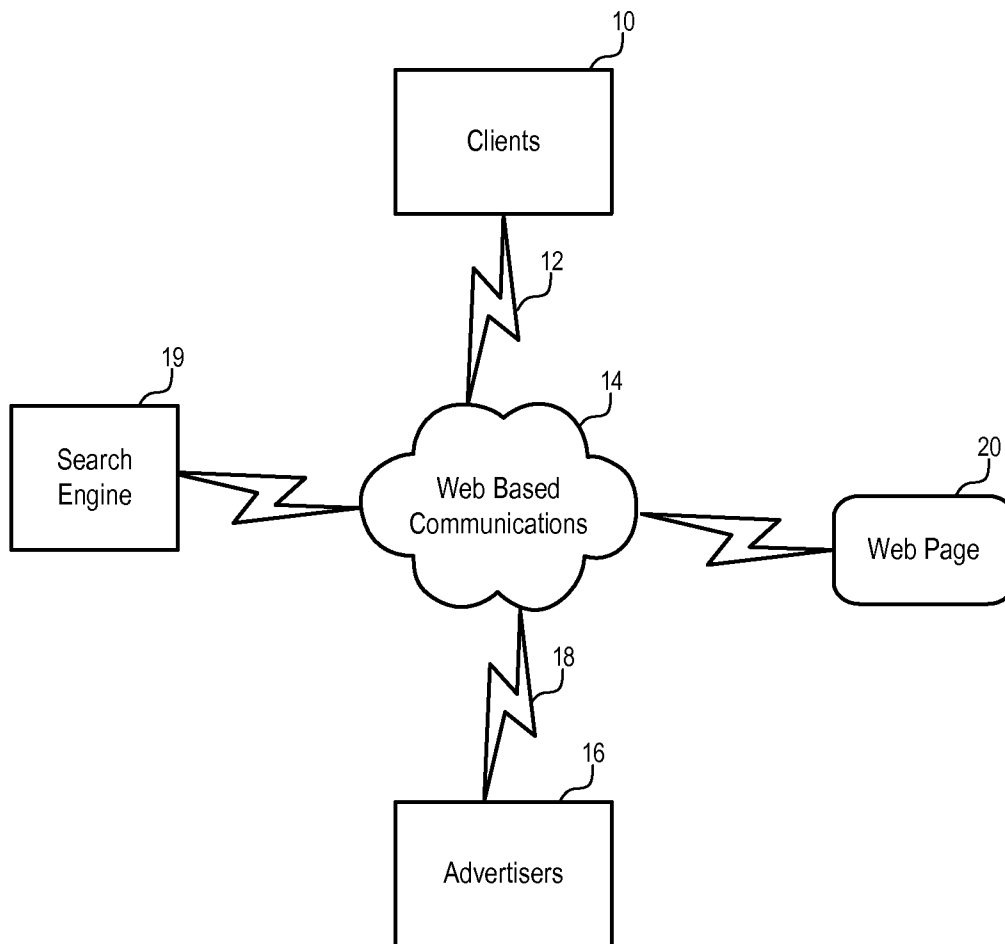 10
Clients
12
19
14
Search
Engine
Web Based
Communications
20
Web Page
18
16
Advertisers